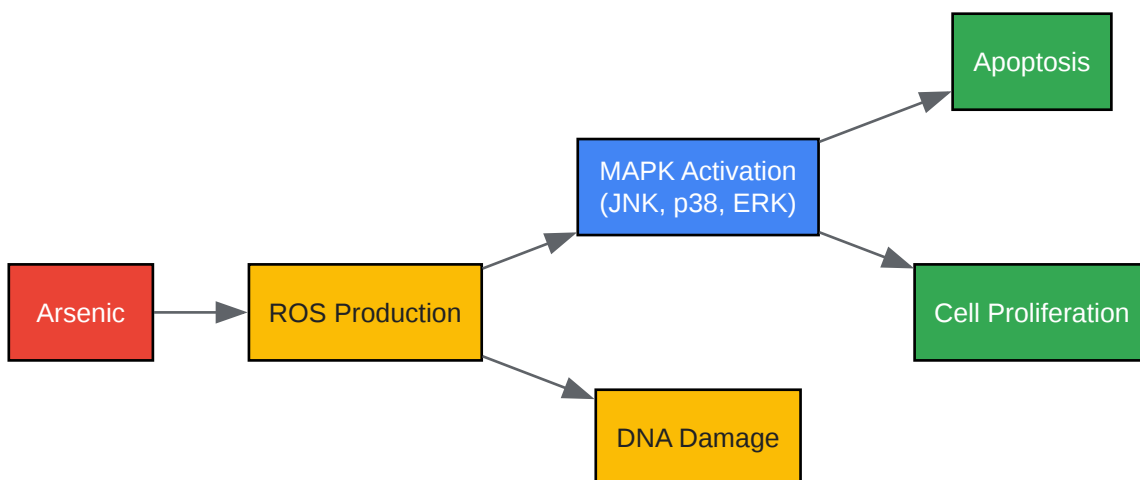 Apoptosis
MAPK Activation
(JNK, p38, ERK)
Arsenic
ROS Production
Cell Proliferation
DNA Damage